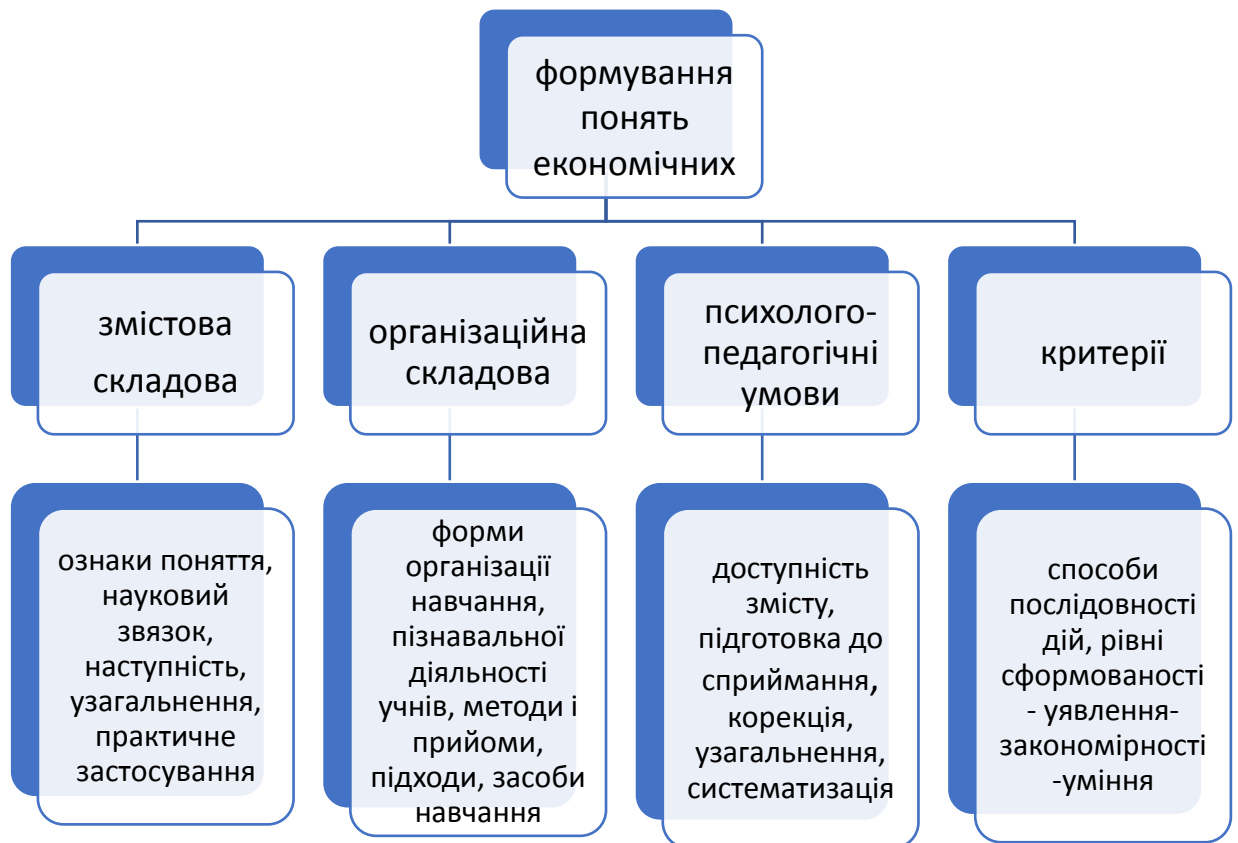 формування
понять
економічних
змістова
складова
організаційна
складова
психолого-
педагогічні
умови
критерії
ознаки поняття,
науковий
звязок,
наступність,
узагальнення,
практичне
застосування
форми
організації
навчання,
пізнавальної
діяльності
учнів, методи і
прийоми,
підходи, засоби
навчання
доступність
змісту,
підготовка до
сприймання,
корекція,
узагальнення,
систематизація
способи
послідовності
дій, рівні
сформованості
- уявлення-
закономірності
-уміння